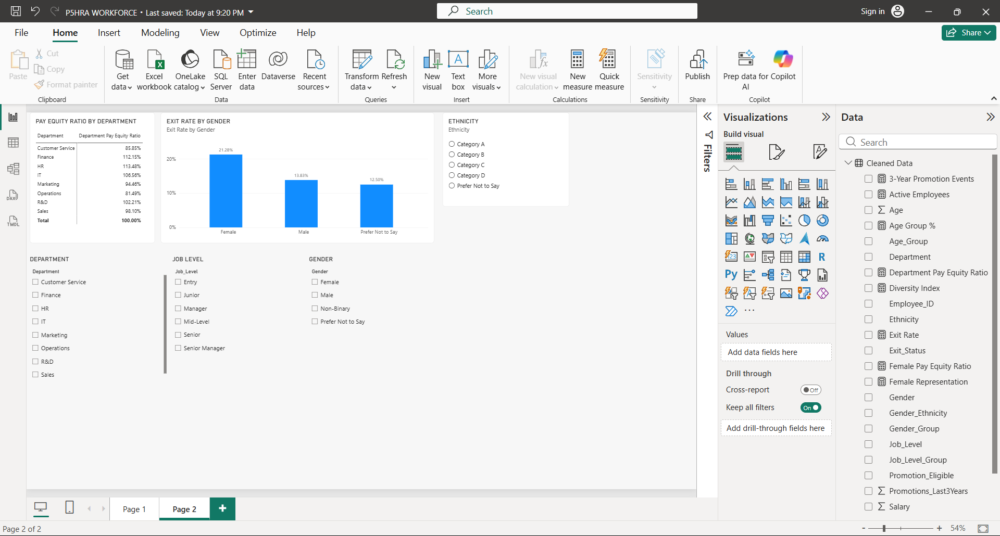 P5HRA WORKFORCE • Last saved: Today at 9:20 PM
Search
Sign in
File
Home
Insert
Modeling
View
Optimize
Help
Share
Paste
Cut
Copy
Format painter
Clipboard
Get
data
Excel
workbook
OneLake
catalog
SQL
Server
Enter
data
Dataverse
Recent
sources
Data
Transform
data
Refresh
Queries
New
visual
Text
box
More
visuals
Insert
New visual
calculation
New
measure
Quick
measure
Calculations
Sensitivity
Sensitivity
Publish
Share
Prep data for
AI
Copilot
Copilot
DAX
TMDL
PAY EQUITY RATIO BY DEPARTMENT
Department Department Pay Equity Ratio
Customer Service 85.85%
Finance 112.15%
HR 113.48%
IT 106.56%
Marketing 94.46%
Operations 81.49%
R&D 102.21%
Sales 98.10%
Total 100.00%
EXIT RATE BY GENDER
Exit Rate by Gender
20%
10%
0%
21.28%
13.83%
12.50%
Female
Male
Prefer Not to Say
ETHNICITY
Ethnicity
Category A
Category B
Category C
Category D
Prefer Not to Say
DEPARTMENT
Department
Customer Service
Finance
HR
IT
Marketing
Operations
R&D
Sales
JOB LEVEL
Job_Level
Entry
Junior
Manager
Mid-Level
Senior
Senior Manager
GENDER
Gender
Female
Male
Non-Binary
Prefer Not to Say
Filters
Visualizations
Build visual
123
R
Py
Values
Add data fields here
Drill through
Cross-report
Off
Keep all filters
On
Add drill-through fields here
Data
Search
Cleaned Data
3-Year Promotion Events
Active Employees
Age
Age Group %
Age_Group
Department
Department Pay Equity Ratio
Diversity Index
Employee_ID
Ethnicity
Exit Rate
Exit_Status
Female Pay Equity Ratio
Female Representation
Gender
Gender_Ethnicity
Gender_Group
Job_Level
Job_Level_Group
Promotion_Eligible
Promotions_Last3Years
Salary
Page 1
Page 2
Page 2 of 2
- + 54%